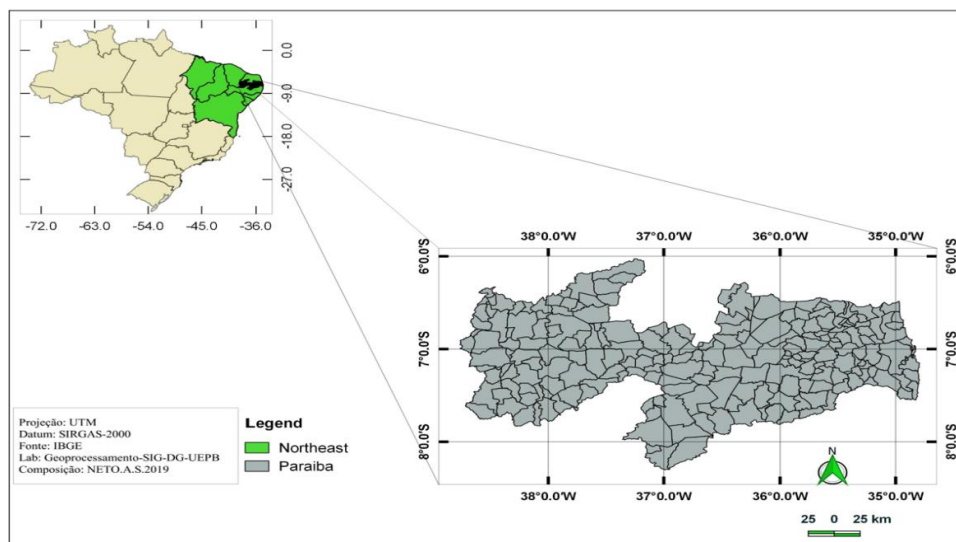 0.0
-9.0
-18.0
-27.0
-72.0 -63.0 -54.0 -45.0 -36.0
38°0.0'W 37°0.0'W 36°0.0'W 35°0.0'W
6°0.0'S 6°0.0'S
7°0.0'S 7°0.0'S
8°0.0'S 8°0.0'S
38°0.0'W 37°0.0'W 36°0.0'W 35°0.0'W
N
25 0 25 km
Projeção: UTM
Datum: SIRGAS-2000
Fonte: IBGE
Lab: Geoprocessamento-SIG-DG-UEPB
Composição: NETO.A.S.2019
Legend
Northeast
Paraiba